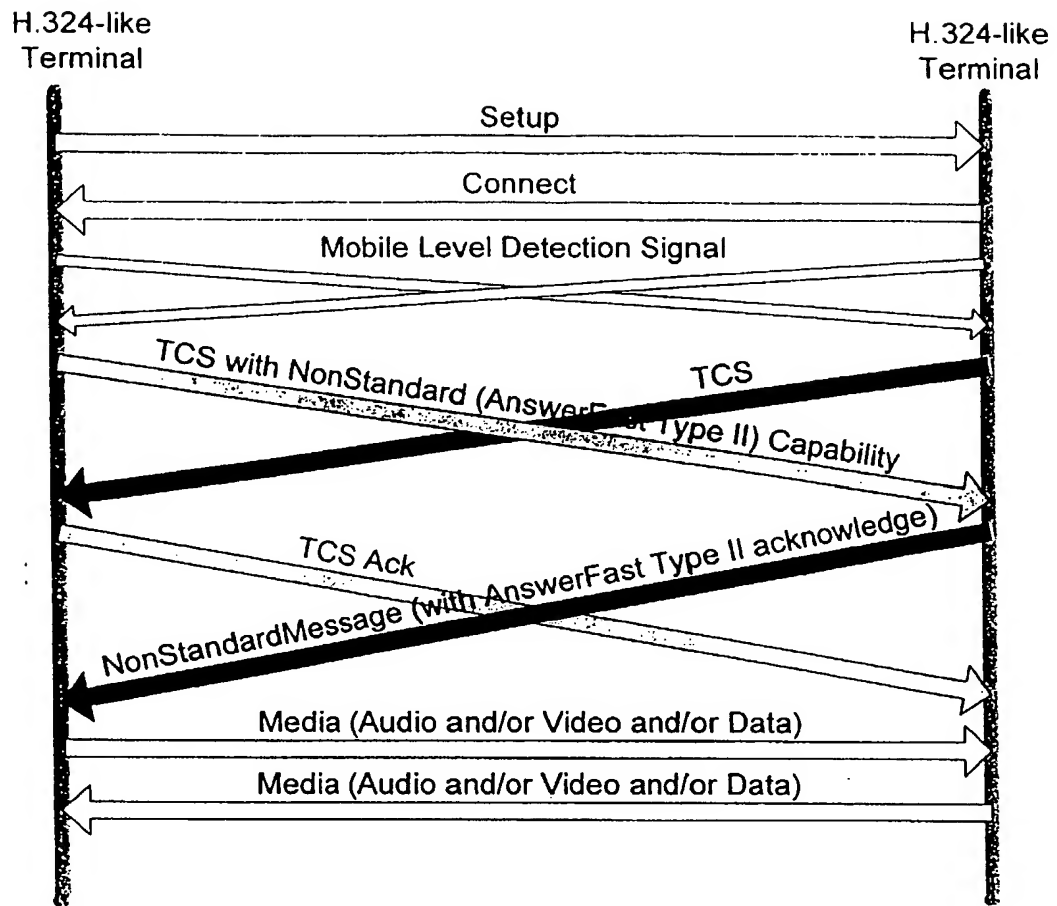 H.324-like
Terminal
H.324-like
Terminal
Setup
Connect
Mobile Level Detection Signal
TCS with NonStandard (AnswerFast Type II) Capability
TCS
TCS Ack
NonStandardMessage (with AnswerFast Type II acknowledge)
Media (Audio and/or Video and/or Data)
Media (Audio and/or Video and/or Data)